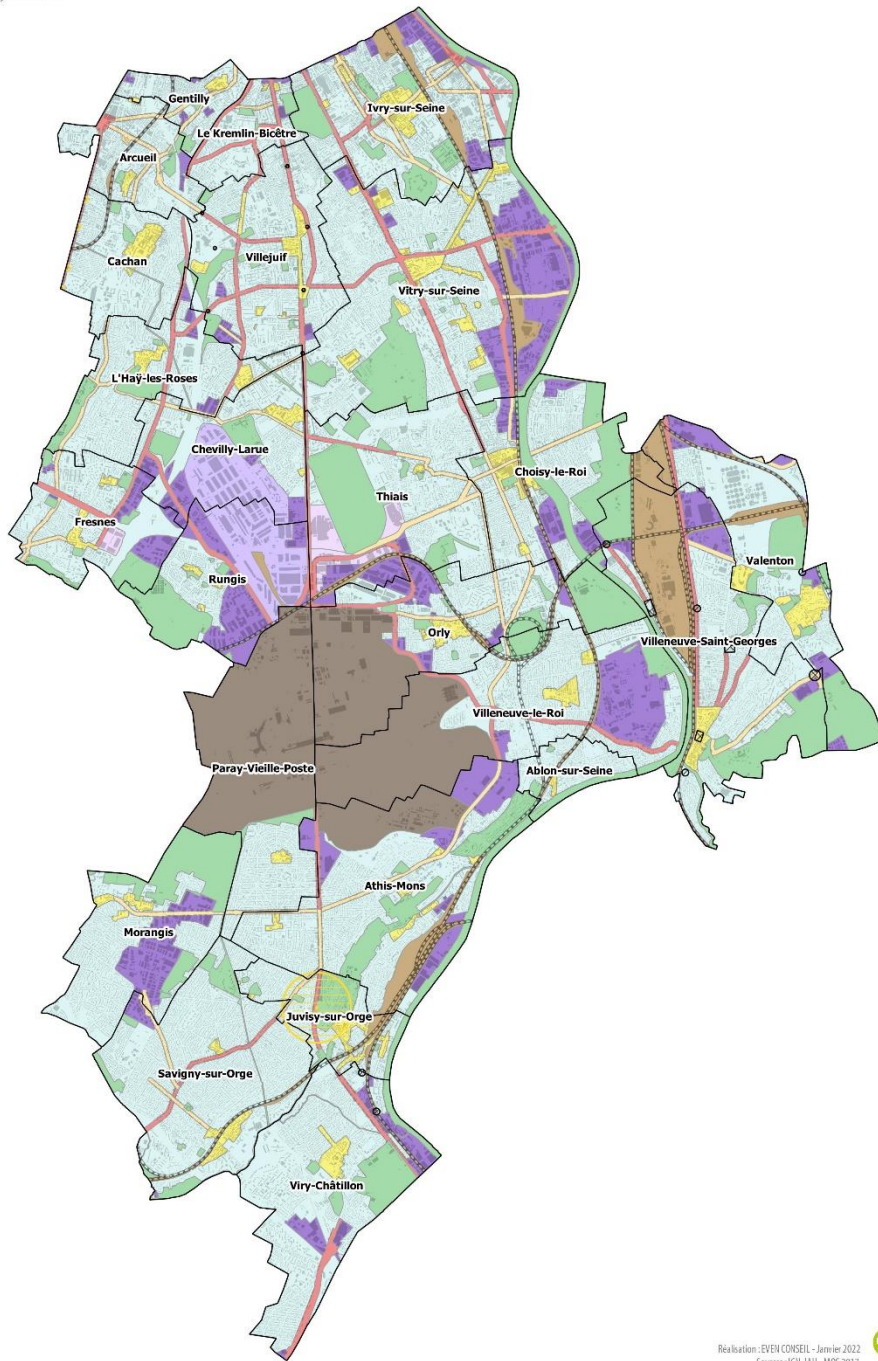 Gentilly
Ivry-sur-Seine
Le Kremlin-Bicêtre
Arcueil
Cachan
Villejuif
Vitry-sur-Seine
L'Haÿ-les-Roses
Chevilly-Larue
Choisy-le-Roi
Thiais
Fresnes
Valenton
Rungis
Orly
Villeneuve-Saint-Georges
Villeneuve-le-Roi
Paray-Vieille-Poste
Ablon-sur-Seine
Athis-Mons
Morangis
Juvisy-sur-Orge
Savigny-sur-Orge
Viry-Châtillon
Réalisation : EVEN CONSEIL - Janvier 2022